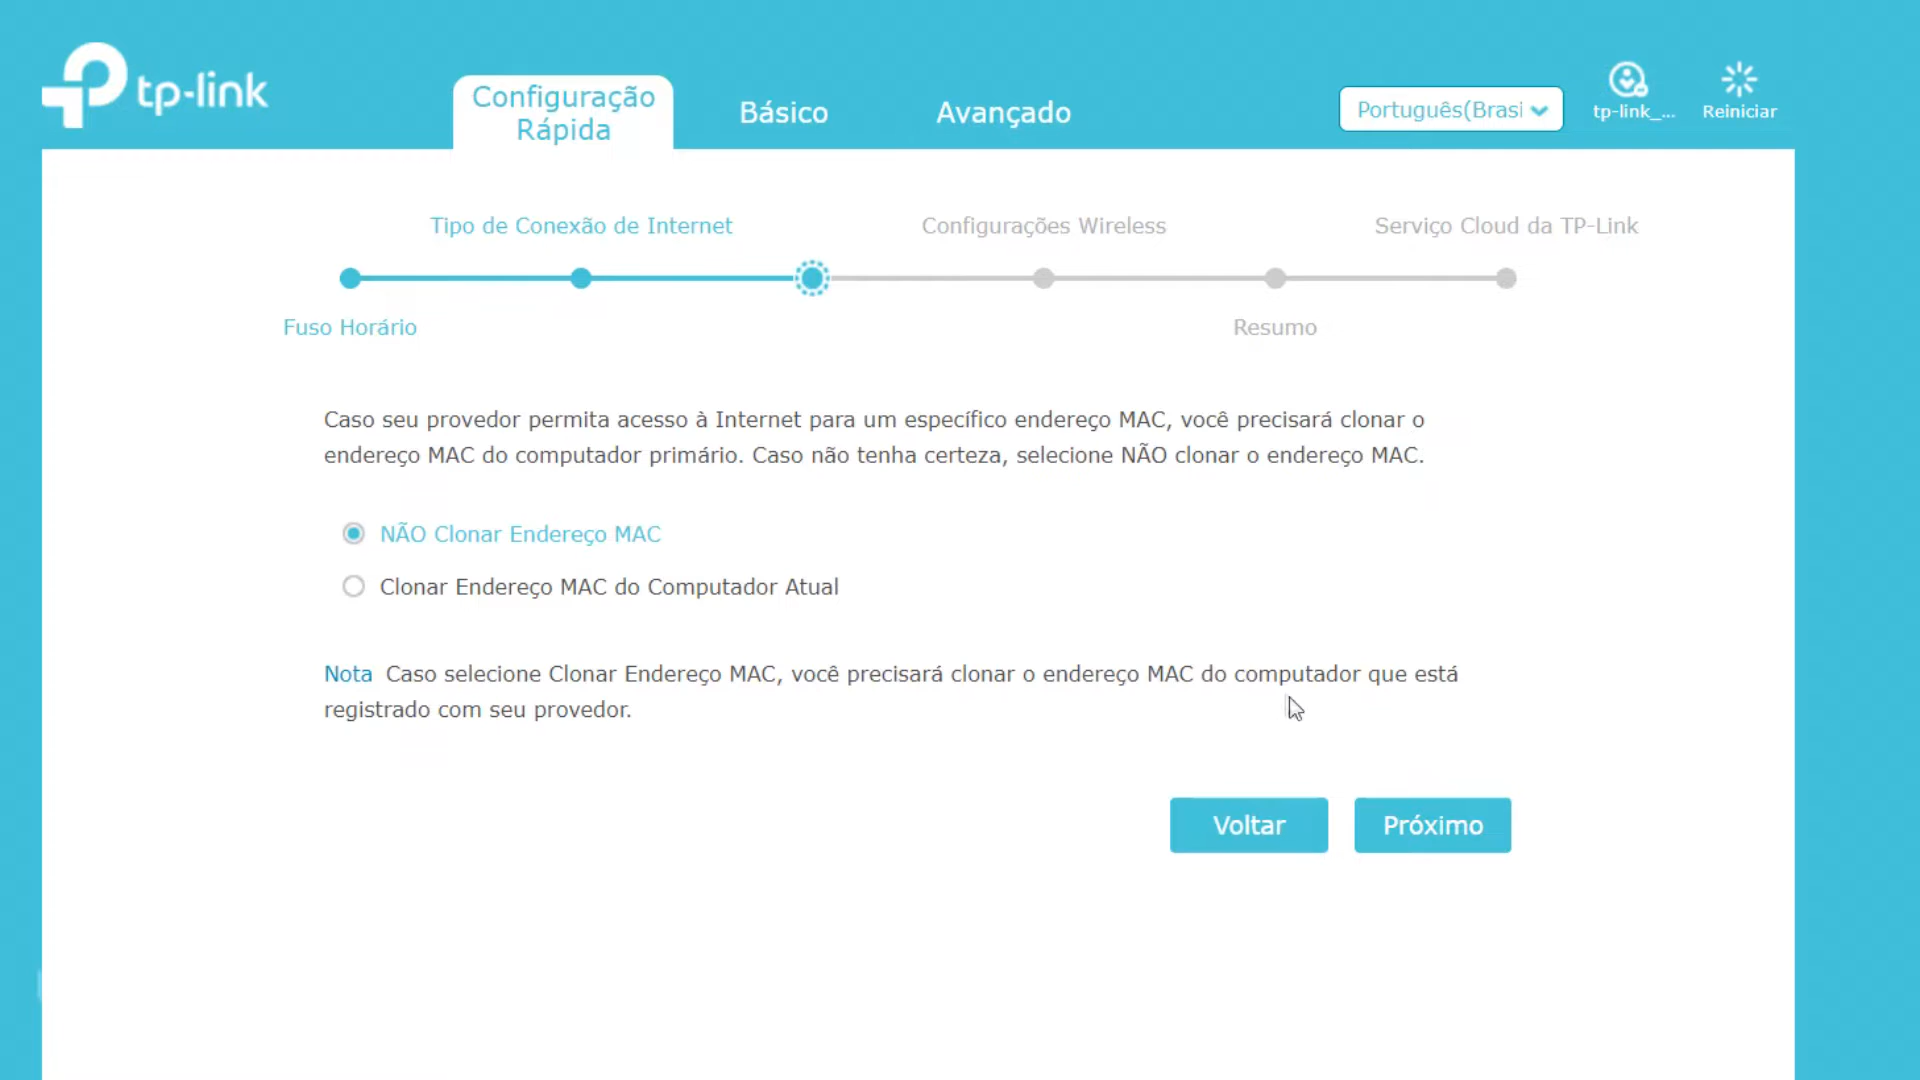 tp-link
Configuração
Rápida
Básico
Avançado
Português(Brasi
tp-link_...
Reiniciar
Tipo de Conexão de Internet
Configurações Wireless
Serviço Cloud da TP-Link
Fuso Horário
Resumo
Caso seu provedor permita acesso à Internet para um específico endereço MAC, você precisará clonar o
endereço MAC do computador primário. Caso não tenha certeza, selecione NÃO clonar o endereço MAC.
NÃO Clonar Endereço MAC
Clonar Endereço MAC do Computador Atual
Nota Caso selecione Clonar Endereço MAC, você precisará clonar o endereço MAC do computador que está
registrado com seu provedor.
Voltar
Próximo